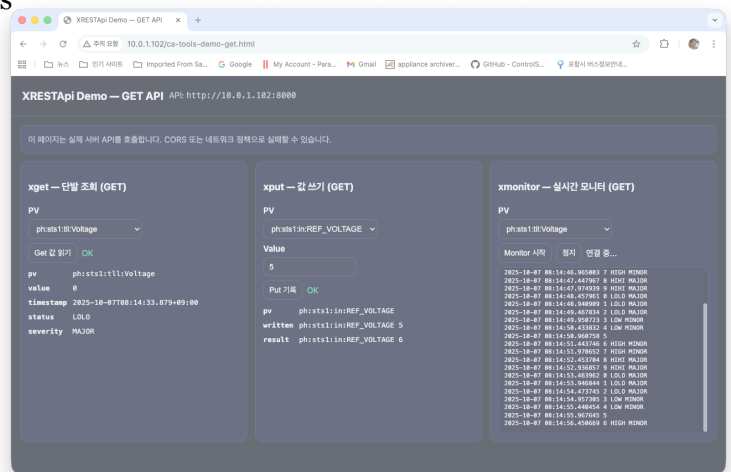 s
XRESTApi Demo — GET API
주의 요함 10.0.1.102/ca-tools-demo-get.html
뉴스 인기 사이트 Imported From Sa... Google My Account - Para... Gmail appliance archiver... GitHub - ControlS... 포항시 버스정보안내...
XRESTApi Demo — GET API API: http://10.0.1.102:8000
이 페이지는 실제 서버 API를 호출합니다. CORS 또는 네트워크 정책으로 실패할 수 있습니다.
xget — 단발 조회 (GET)
PV
ph:sts1:tll:Voltage
Get 값 읽기 OK
pv ph:sts1:tll:Voltage
value 0
timestamp 2025-10-07T08:14:33.879+09:00
status LOLO
severity MAJOR
xput — 값 쓰기 (GET)
PV
ph:sts1:in:REF_VOLTAGE
Value
5
Put 기록 OK
pv ph:sts1:in:REF_VOLTAGE
written ph:sts1:in:REF_VOLTAGE 5
result ph:sts1:in:REF_VOLTAGE 6
xmonitor — 실시간 모니터 (GET)
PV
ph:sts1:tll:Voltage
Monitor 시작 정지 연결 중...
2025-10-07 08:14:46.965003 7 HIGH MINOR
2025-10-07 08:14:47.447967 8 HIHI MAJOR
2025-10-07 08:14:47.974939 9 HIHI MAJOR
2025-10-07 08:14:48.457961 0 LOLO MAJOR
2025-10-07 08:14:48.940909 1 LOLO MAJOR
2025-10-07 08:14:49.467834 2 LOLO MAJOR
2025-10-07 08:14:49.950723 3 LOW MINOR
2025-10-07 08:14:50.433832 4 LOW MINOR
2025-10-07 08:14:50.960758 5
2025-10-07 08:14:51.443746 6 HIGH MINOR
2025-10-07 08:14:51.970652 7 HIGH MINOR
2025-10-07 08:14:52.453704 8 HIHI MAJOR
2025-10-07 08:14:52.936857 9 HIHI MAJOR
2025-10-07 08:14:53.463962 0 LOLO MAJOR
2025-10-07 08:14:53.946844 1 LOLO MAJOR
2025-10-07 08:14:54.473745 2 LOLO MAJOR
2025-10-07 08:14:54.957305 3 LOW MINOR
2025-10-07 08:14:55.440454 4 LOW MINOR
2025-10-07 08:14:55.967645 5
2025-10-07 08:14:56.450669 6 HIGH MINOR